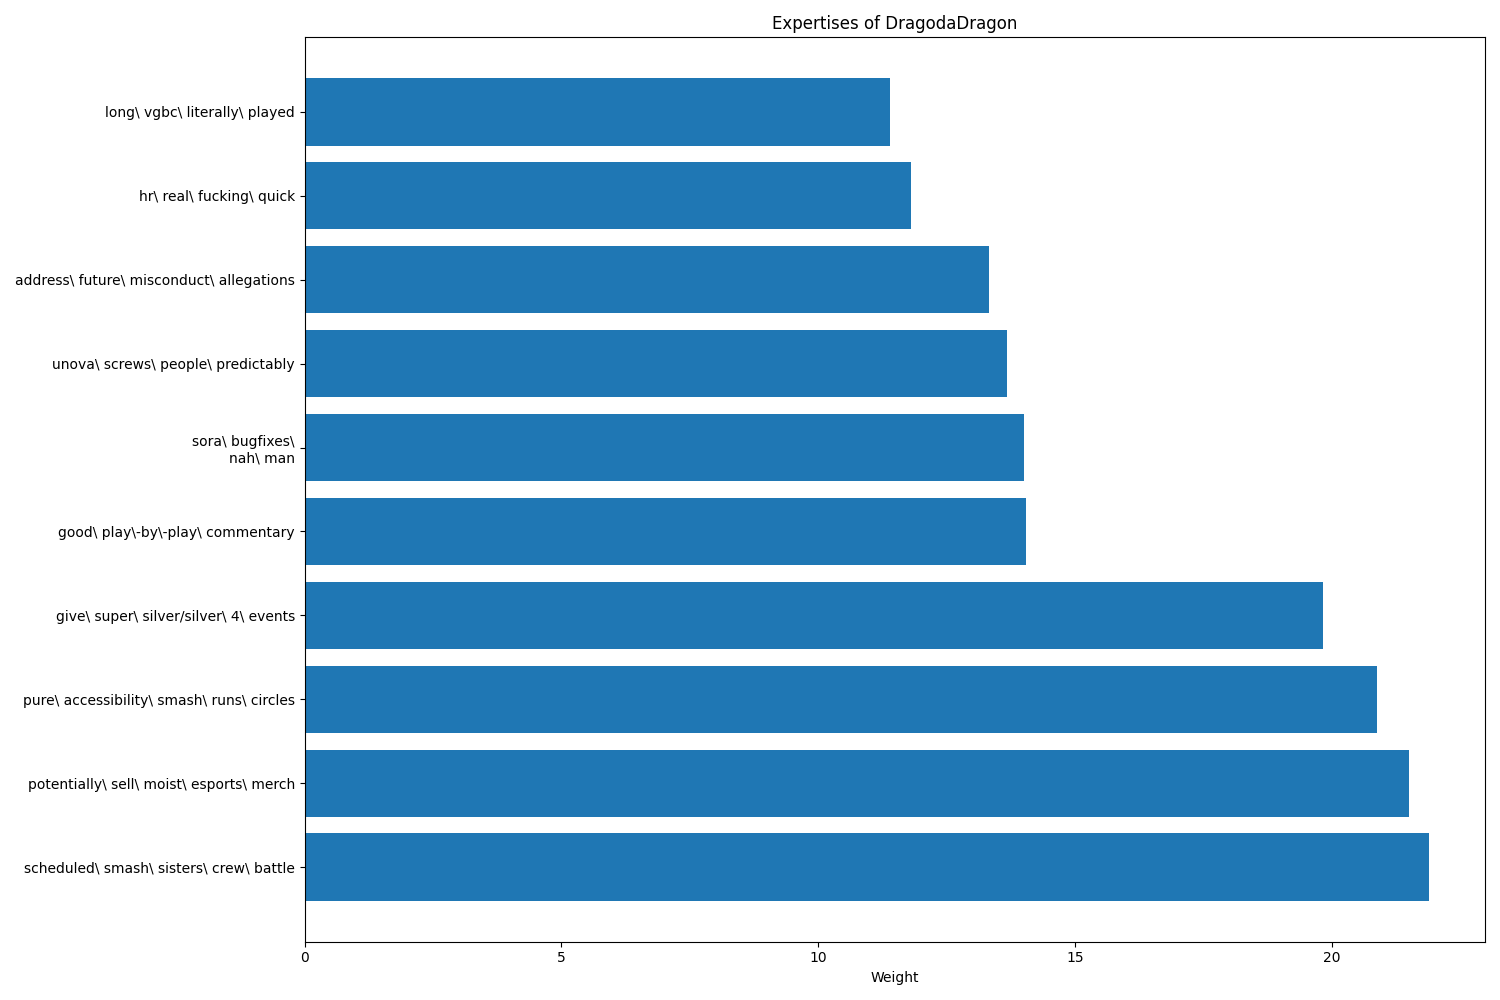 Expertises of DragodaDragon
long\ vgbc\ literally\ played
hr\ real\ fucking\ quick
address\ future\ misconduct\ allegations
unova\ screws\ people\ predictably
sora\ bugfixes\
nah\ man
good\ play\-by\-play\ commentary
give\ super\ silver/silver\ 4\ events
pure\ accessibility\ smash\ runs\ circles
potentially\ sell\ moist\ esports\ merch
scheduled\ smash\ sisters\ crew\ battle
0 5 10 15 20
Weight